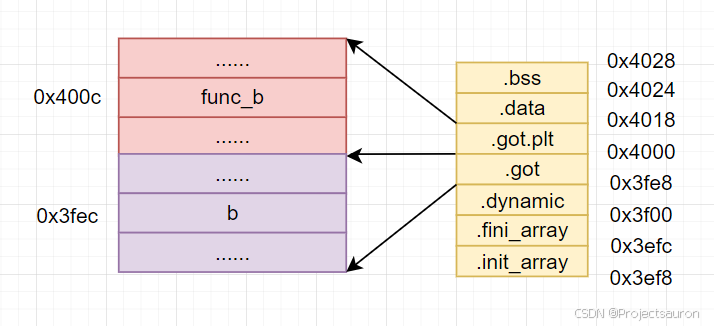 ......
0x400c
func_b
......
......
0x3fec
b
......
.bss
.data
.got.plt
.got
.dynamic
.fini_array
.init_array
0x4028
0x4024
0x4018
0x4000
0x3fe8
0x3f00
0x3efc
0x3ef8
CSDN @Projectsauron